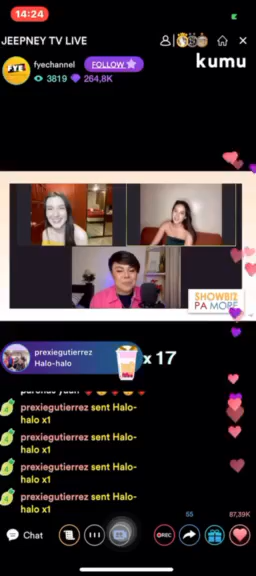 14:24
JEEPNEY TV LIVE
fyechannel
3819 264,8K
FOLLOW
kumu
FYE
SHOWBIZ
PA MORE
prexiegutierrez
Halo-halo
x 17
prexiegutierrez sent Halo-
halo x1
prexiegutierrez sent Halo-
halo x1
prexiegutierrez sent Halo-
halo x1
prexiegutierrez sent Halo-
halo x1
55
87,39K
Chat
REC